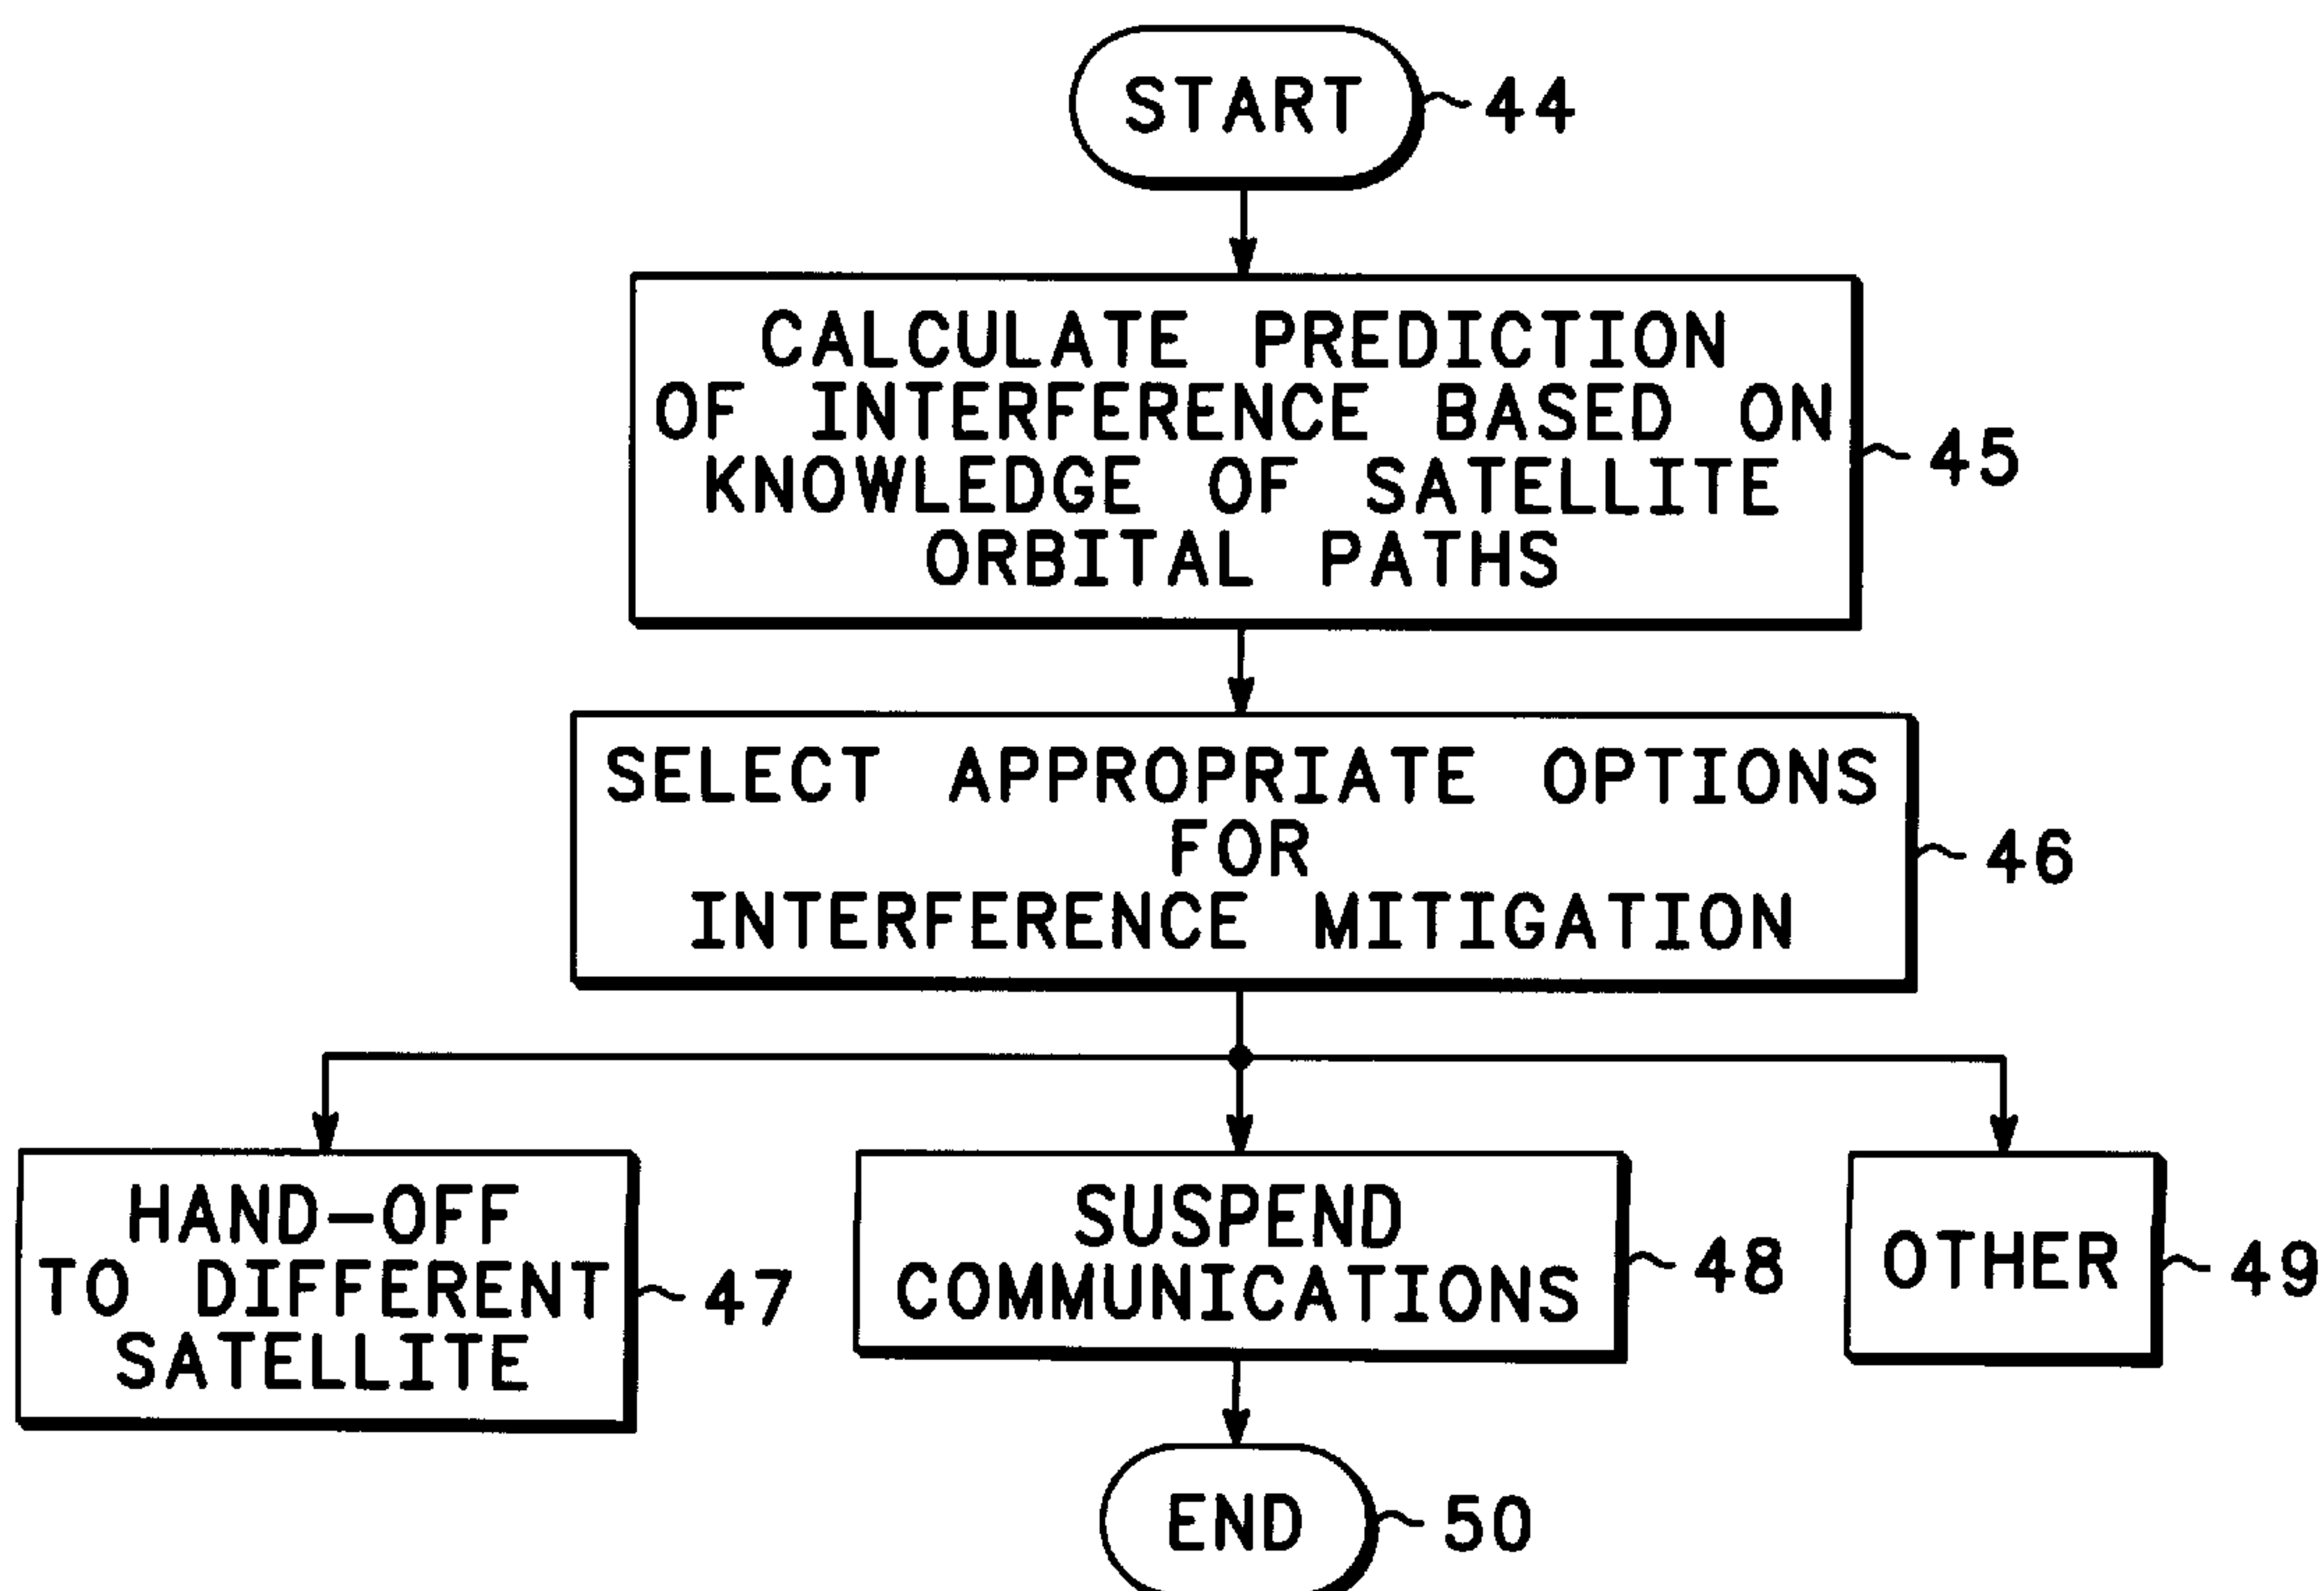 START
44
CALCULATE PREDICTION
OF INTERFERENCE BASED ON
KNOWLEDGE OF SATELLITE
ORBITAL PATHS
45
SELECT APPROPRIATE OPTIONS
FOR
INTERFERENCE MITIGATION
46
HAND-OFF
TO DIFFERENT
SATELLITE
47
SUSPEND
COMMUNICATIONS
48
OTHER
49
END
50